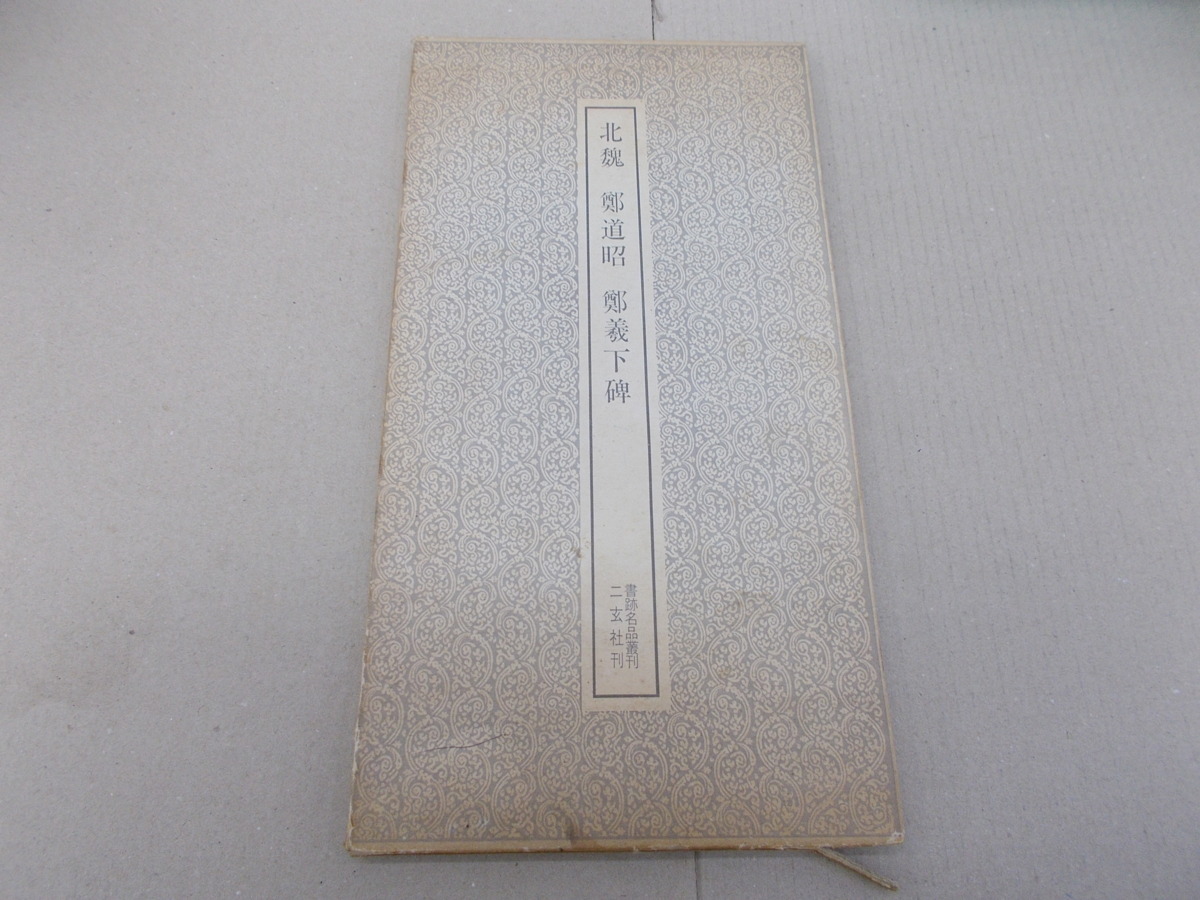 北魏 鄭道昭 鄭羲下碑
書跡名品叢刊
二玄社刊